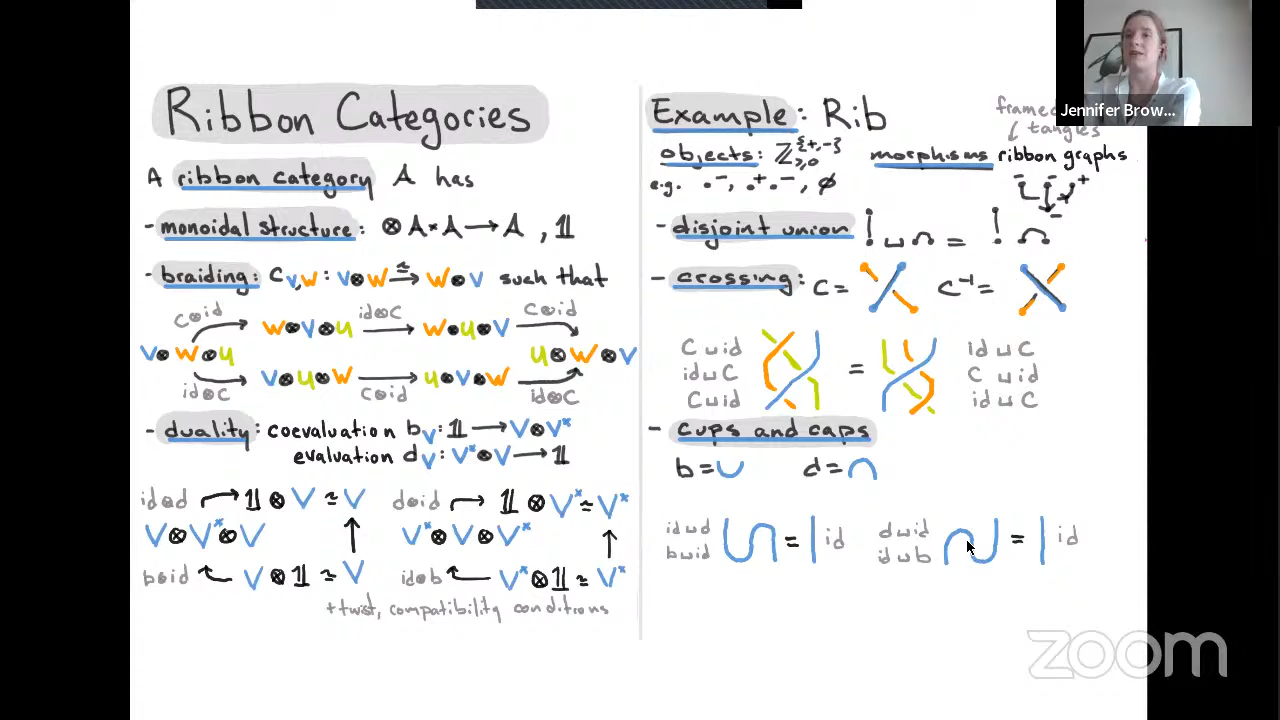 Ribbon Categories
A ribbon category A has
- monoidal structure: ⊗ A × A → A , 𝟙
- braiding: C_{V,W} : V⊗W ≅→ W⊗V such that
C⊗id W⊗V⊗U id⊗C W⊗U⊗V C⊗id
V⊗W⊗U U⊗W⊗V
id⊗C V⊗U⊗W C⊗id U⊗V⊗W id⊗C
- duality: coevaluation b_V : 𝟙 → V⊗V*
evaluation d_V : V*⊗V → 𝟙
id⊗d 𝟙⊗V ≃ V d⊗id 𝟙⊗V* ≃ V*
V⊗V*⊗V V*⊗V⊗V*
b⊗id V⊗𝟙 ≃ V id⊗b V*⊗𝟙 ≃ V*
+twist, compatibility conditions
Example: Rib
framed
tangles
objects: ℤ_{≥0}^{{+,-}} morphisms ribbon graphs
e.g. •⁻, •⁺ •⁻, ∅
- - +
-
- disjoint union ⊔ =
- crossing: C = C⁻¹ =
C ⊔ id id ⊔ C
id ⊔ C = C ⊔ id
C ⊔ id id ⊔ C
- cups and caps
b = ∪ d = ∩
id ⊔ d d ⊔ id
b ⊔ id = | id id ⊔ b = | id
Jennifer Brow...
zoom